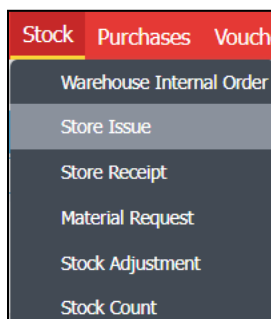 Stock Purchases Vouch
Warehouse Internal Order
Store Issue
Store Receipt
Material Request
Stock Adjustment
Stock Count